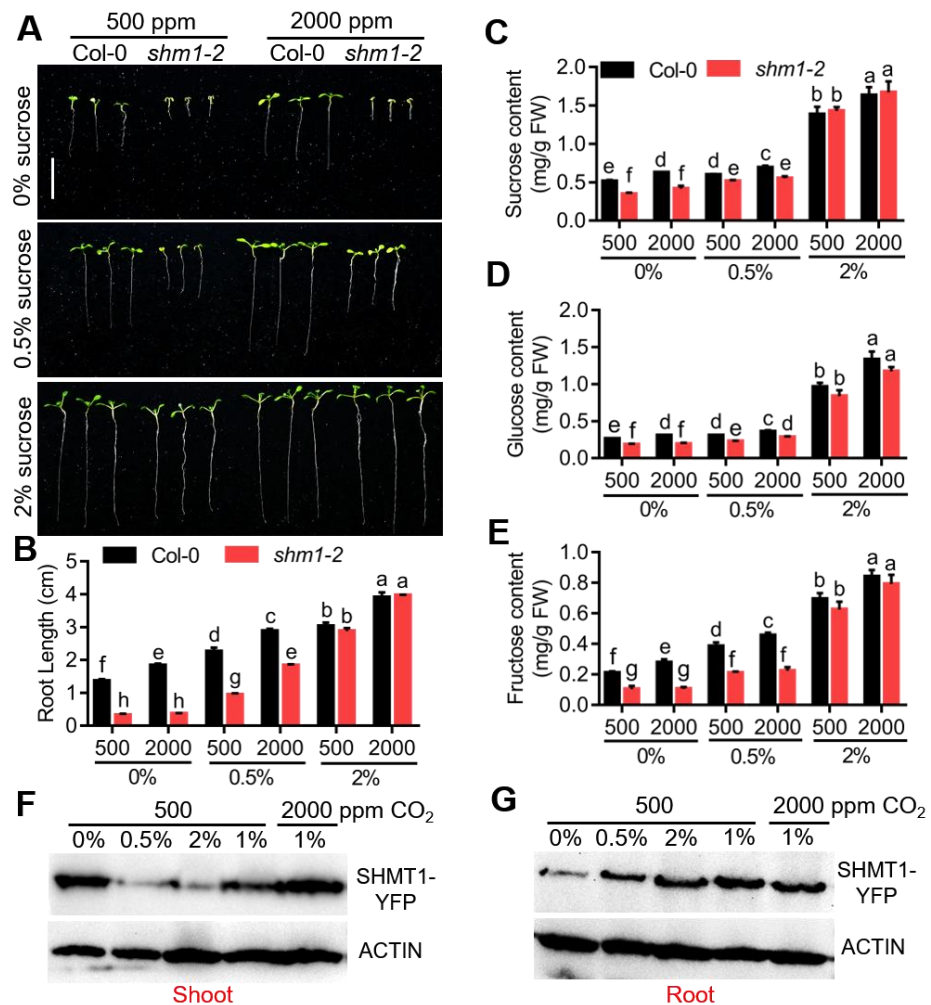 A
500 ppm
2000 ppm
Col-0 shm1-2
Col-0 shm1-2
0% sucrose
0.5% sucrose
2% sucrose
B
Col-0 shm1-2
Root Length (cm)
5
4
3
2
1
0
f h e h d g c e b b a a
500 2000 500 2000 500 2000
0% 0.5% 2%
C
Col-0 shm1-2
Sucrose content
(mg/g FW)
2.0
1.5
1.0
0.5
0.0
e f d f d e c e b b a a
500 2000 500 2000 500 2000
0% 0.5% 2%
D
Glucose content
(mg/g FW)
2.0
1.5
1.0
0.5
0.0
e f d f d e c d b b a a
500 2000 500 2000 500 2000
0% 0.5% 2%
E
Fructose content
(mg/g FW)
1.0
0.8
0.6
0.4
0.2
0.0
f g e g d f c f b b a a
500 2000 500 2000 500 2000
0% 0.5% 2%
F
500 2000 ppm CO2
0% 0.5% 2% 1% 1%
SHMT1-
YFP
ACTIN
Shoot
G
500 2000 ppm CO2
0% 0.5% 2% 1% 1%
SHMT1-
YFP
ACTIN
Root